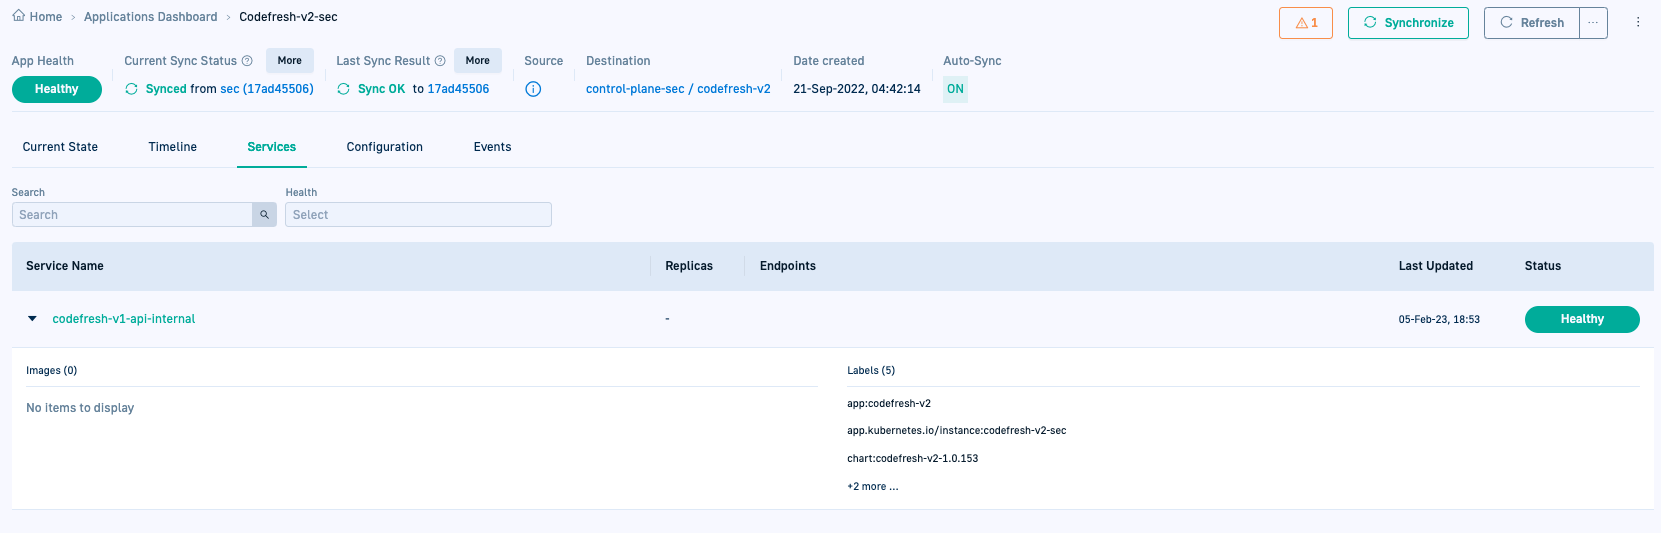 Home > Applications Dashboard > Codefresh-v2-sec
1 Synchronize Refresh ...
App Health Current Sync Status More Last Sync Result More Source Destination Date created Auto-Sync
Healthy Synced from sec (17ad45506) Sync OK to 17ad45506 control-plane-sec / codefresh-v2 21-Sep-2022, 04:42:14 ON
Current State Timeline Services Configuration Events
Search Health
Search Select
Service Name Replicas Endpoints Last Updated Status
codefresh-v1-api-internal - 05-Feb-23, 18:53 Healthy
Images (0) Labels (5)
No items to display
app:codefresh-v2
app.kubernetes.io/instance:codefresh-v2-sec
chart:codefresh-v2-1.0.153
+2 more ...